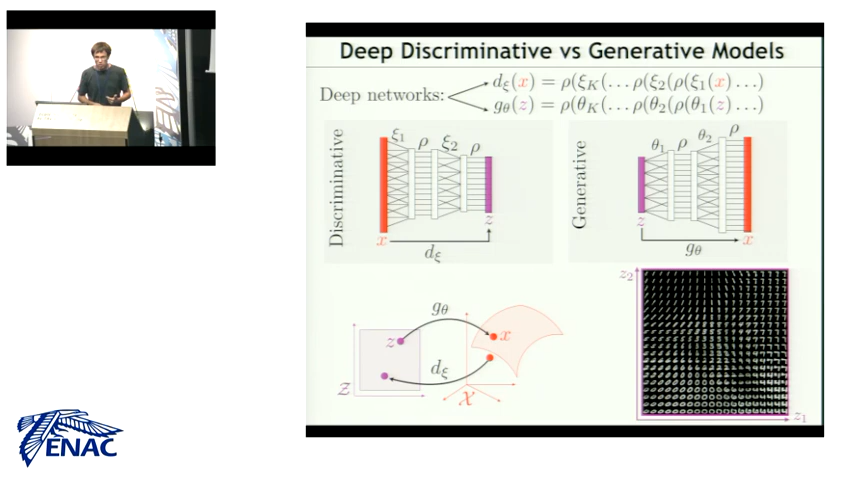 Deep Discriminative vs Generative Models
Deep networks:
d_ξ(x) = ρ(ξ_K(...ρ(ξ_2(ρ(ξ_1(x)...)
g_θ(z) = ρ(θ_K(...ρ(θ_2(ρ(θ_1(z)...)
Discriminative
ξ_1 ρ ξ_2 ρ
x z
d_ξ
Generative
θ_1 ρ θ_2 ρ
z x
g_θ
g_θ
z x
d_ξ
Z X
z_2
z_1
ENAC